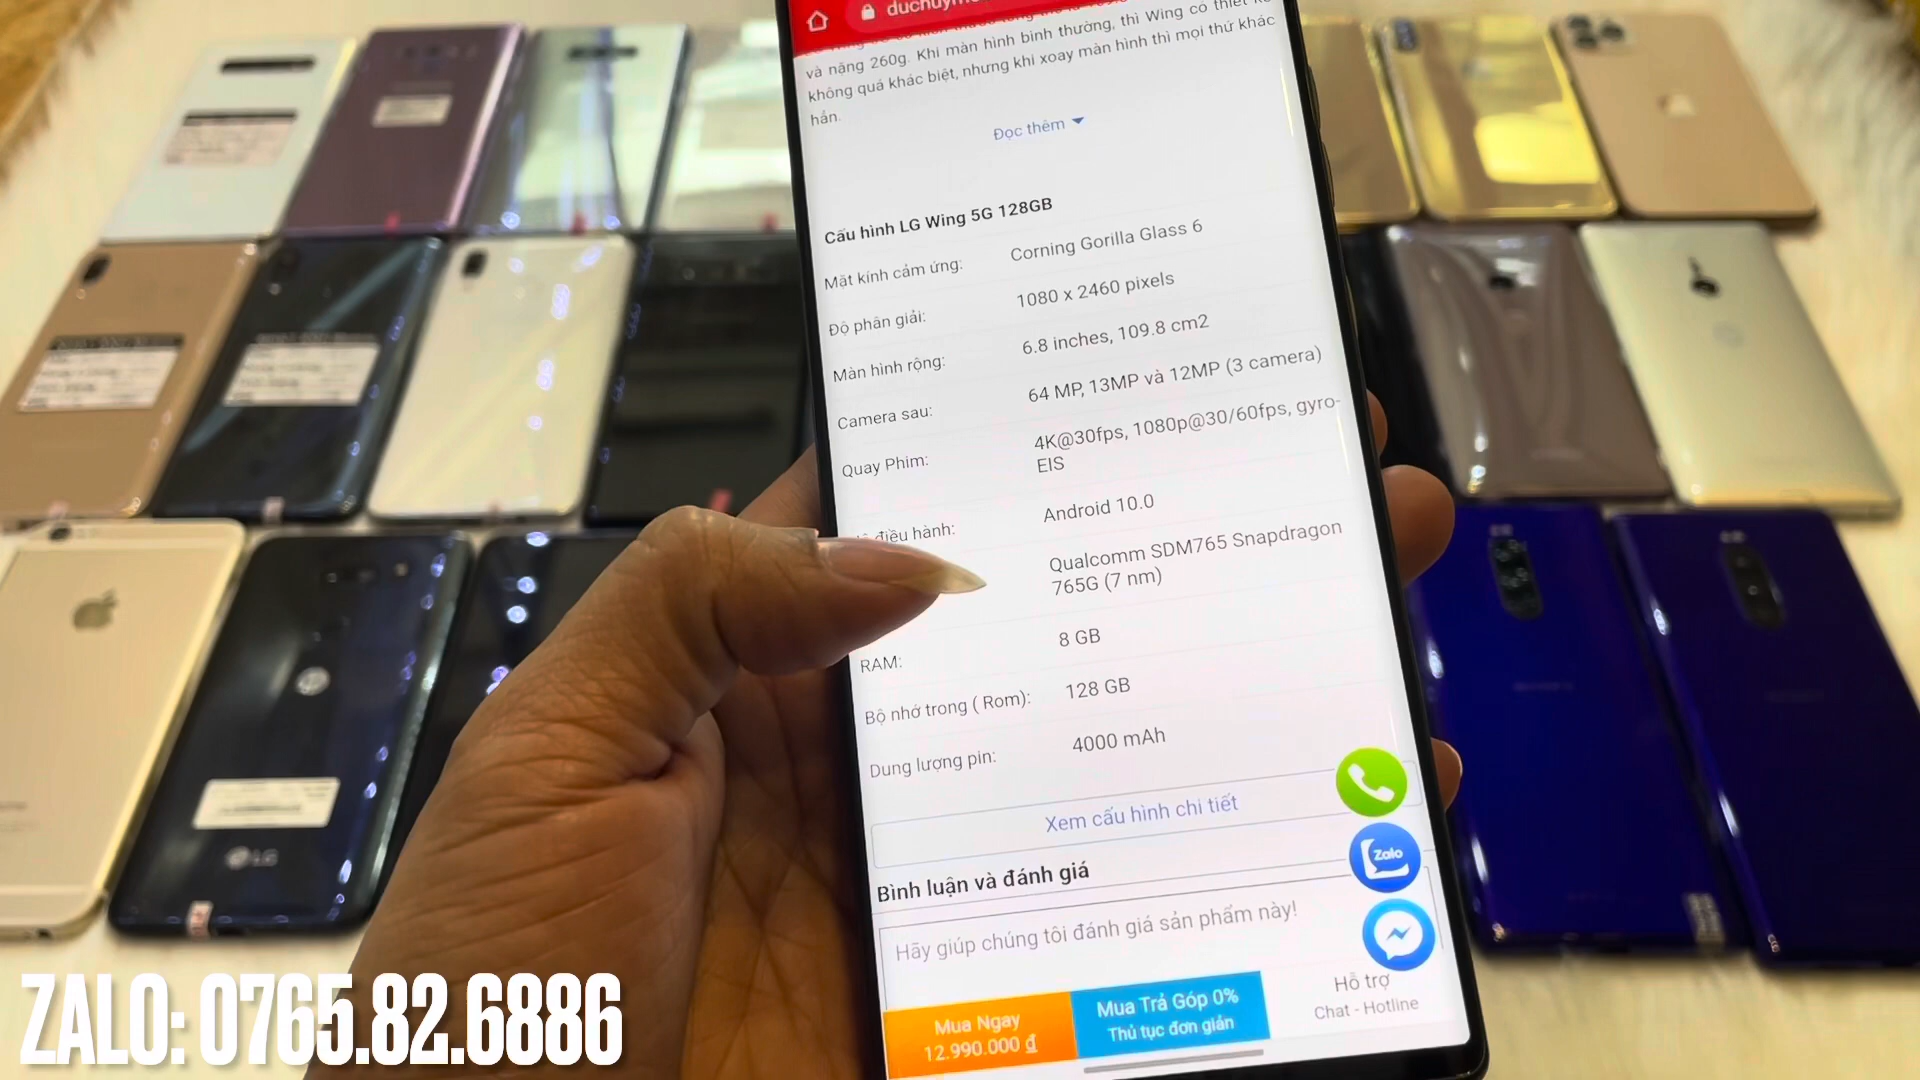 duchuym
và nặng 260g. Khi màn hình bình thường, thì Wing có thiết kế
không quá khác biệt, nhưng khi xoay màn hình thì mọi thứ khác
hẳn.
Đọc thêm
Cấu hình LG Wing 5G 128GB
Mặt kính cảm ứng: Corning Gorilla Glass 6
Độ phân giải: 1080 x 2460 pixels
Màn hình rộng: 6.8 inches, 109.8 cm2
Camera sau: 64 MP, 13MP và 12MP (3 camera)
Quay Phim: 4K@30fps, 1080p@30/60fps, gyro-
EIS
điều hành: Android 10.0
Qualcomm SDM765 Snapdragon
765G (7 nm)
RAM: 8 GB
Bộ nhớ trong ( Rom): 128 GB
Dung lượng pin: 4000 mAh
Xem cấu hình chi tiết
Zalo
Bình luận và đánh giá
Hãy giúp chúng tôi đánh giá sản phẩm này!
Mua Ngay
12.990.000 ₫
Mua Trả Góp 0%
Thủ tục đơn giản
Hỗ trợ
Chat - Hotline
LG
ZALO: 0765.82.6886